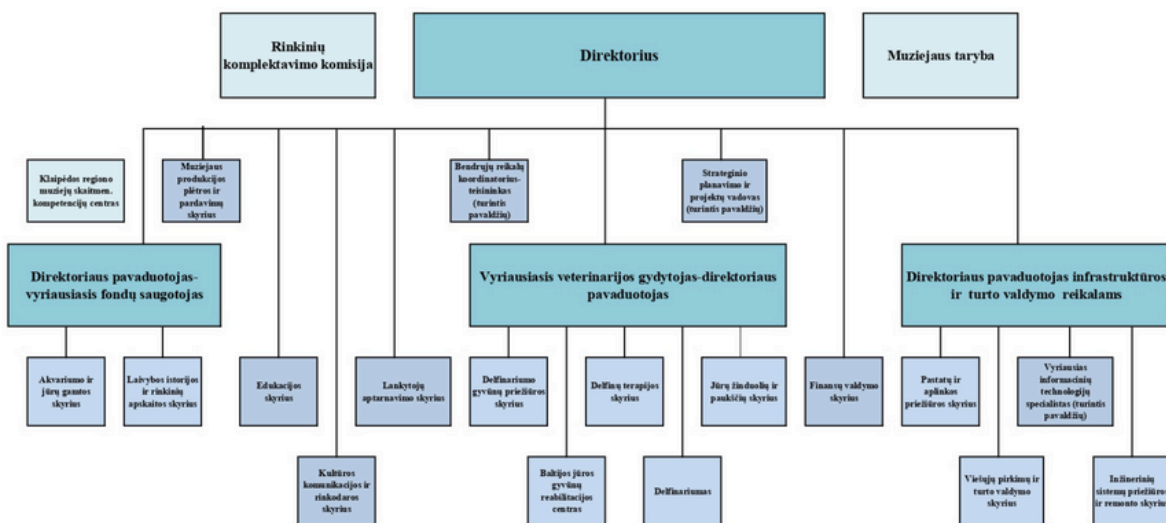 Rinkinių
komplektavimo komisija
Direktorius
Muziejaus taryba
Klaipėdos regiono
muziejų skaitmen.
kompetencijų centras
Muziejaus
produkcijos
plėtros ir
pardavimų
skyrius
Bendrųjų reikalų
koordinatorius-
teisininkas
(turintis
pavaldžių)
Strateginio
planavimo ir
projektų vadovas
(turintis pavaldžių)
Direktoriaus pavaduotojas-
vyriausiasis fondų saugotojas
Vyriausiasis veterinarijos gydytojas-direktoriaus
pavaduotojas
Direktoriaus pavaduotojas infrastruktūros
ir turto valdymo reikalams
Akvariumo ir
jūrų gamtos
skyrius
Laivybos istorijos
ir rinkinių
apskaitos skyrius
Edukacijos
skyrius
Lankytojų
aptarnavimo skyrius
Delfinariumo
gyvūnų priežiūros
skyrius
Delfinų terapijos
skyrius
Jūrų žinduolių ir
paukščių skyrius
Finansų valdymo
skyrius
Pastatų ir
aplinkos
priežiūros skyrius
Vyriausias
informacinių
technologijų
specialistas (turintis
pavaldžių)
Kultūros
komunikacijos ir
rinkodaros
skyrius
Baltijos jūros
gyvūnų
reabilitacijos
centras
Delfinariumas
Viešųjų pirkimų ir
turto valdymo
skyrius
Inžinerinių
sistemų priežiūros
ir remonto skyrius